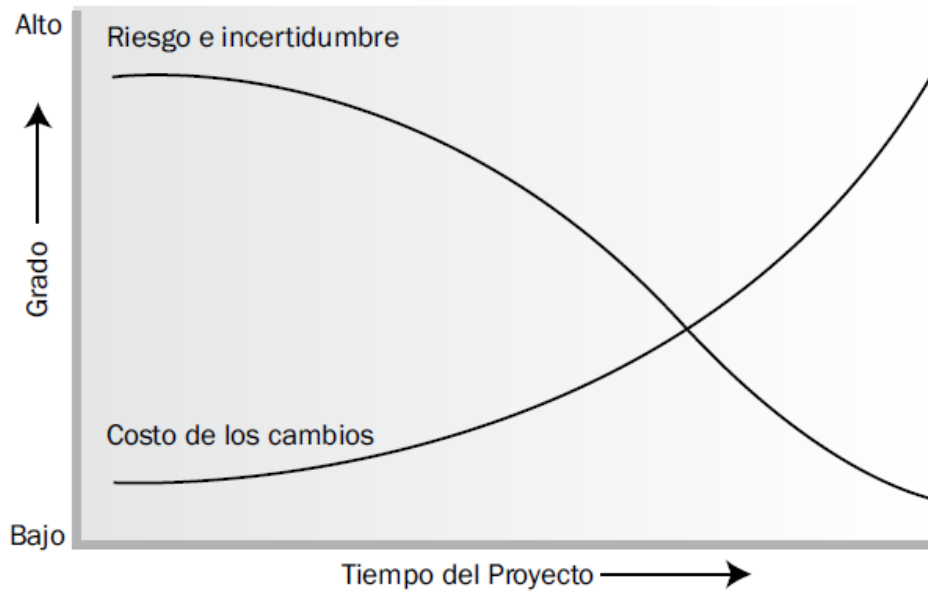 Alto
Riesgo e incertidumbre
Grado
Costo de los cambios
Bajo
Tiempo del Proyecto